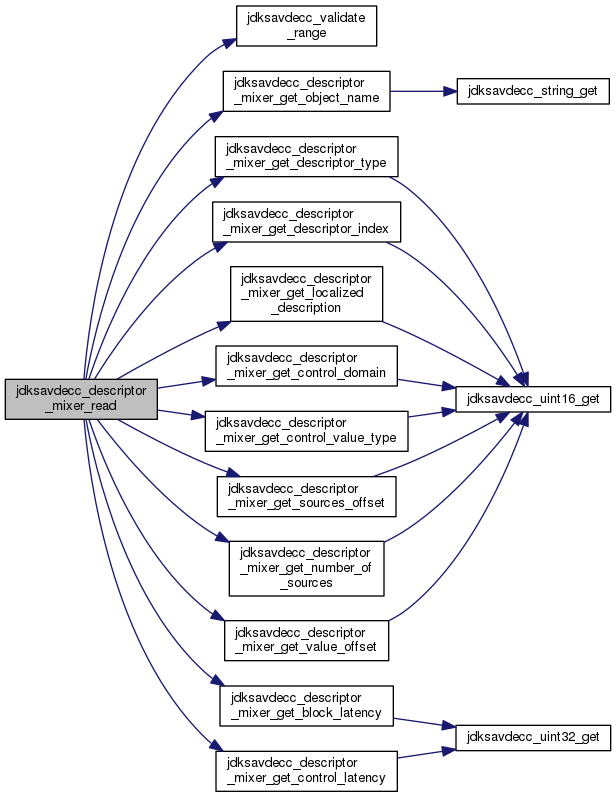 jdksavdecc_validate
_range
jdksavdecc_descriptor
_mixer_get_object_name
jdksavdecc_string_get
jdksavdecc_descriptor
_mixer_get_descriptor_type
jdksavdecc_descriptor
_mixer_get_descriptor_index
jdksavdecc_descriptor
_mixer_get_localized
_description
jdksavdecc_descriptor
_mixer_get_control_domain
jdksavdecc_descriptor
_mixer_read
jdksavdecc_uint16_get
jdksavdecc_descriptor
_mixer_get_control_value_type
jdksavdecc_descriptor
_mixer_get_sources_offset
jdksavdecc_descriptor
_mixer_get_number_of
_sources
jdksavdecc_descriptor
_mixer_get_value_offset
jdksavdecc_descriptor
_mixer_get_block_latency
jdksavdecc_uint32_get
jdksavdecc_descriptor
_mixer_get_control_latency